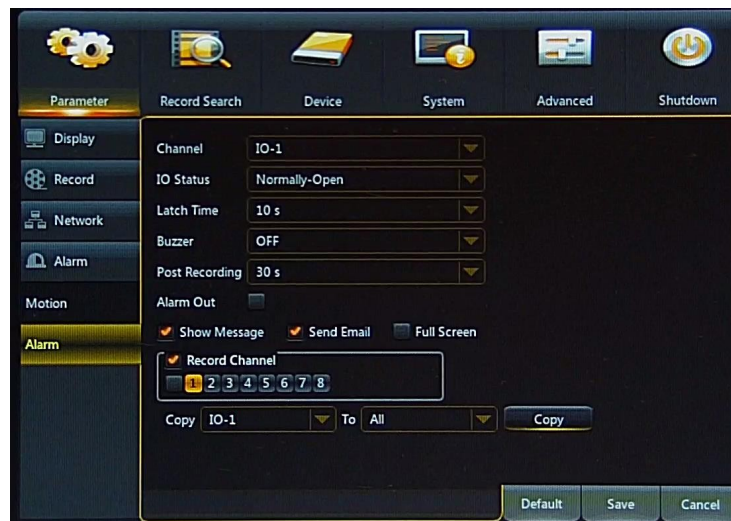 Parameter Record Search Device System Advanced Shutdown
Display
Record
Network
Alarm
Motion
Alarm
Channel IO-1
IO Status Normally-Open
Latch Time 10 s
Buzzer OFF
Post Recording 30 s
Alarm Out
Show Message Send Email Full Screen
Record Channel
1 2 3 4 5 6 7 8
Copy IO-1 To All Copy
Default Save Cancel